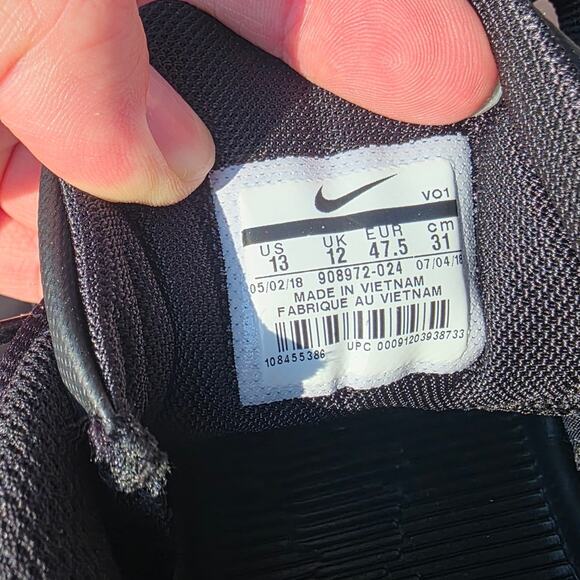 VO1
US UK EUR cm
13 12 47.5 31
05/02/18 908972-024 07/04/18
MADE IN VIETNAM
FABRIQUE AU VIETNAM
108455386 UPC 00091203938733